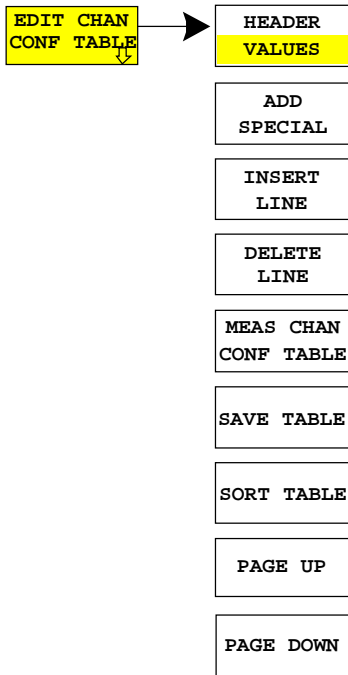 EDIT CHAN
CONF TABLE
HEADER
VALUES
ADD
SPECIAL
INSERT
LINE
DELETE
LINE
MEAS CHAN
CONF TABLE
SAVE TABLE
SORT TABLE
PAGE UP
PAGE DOWN